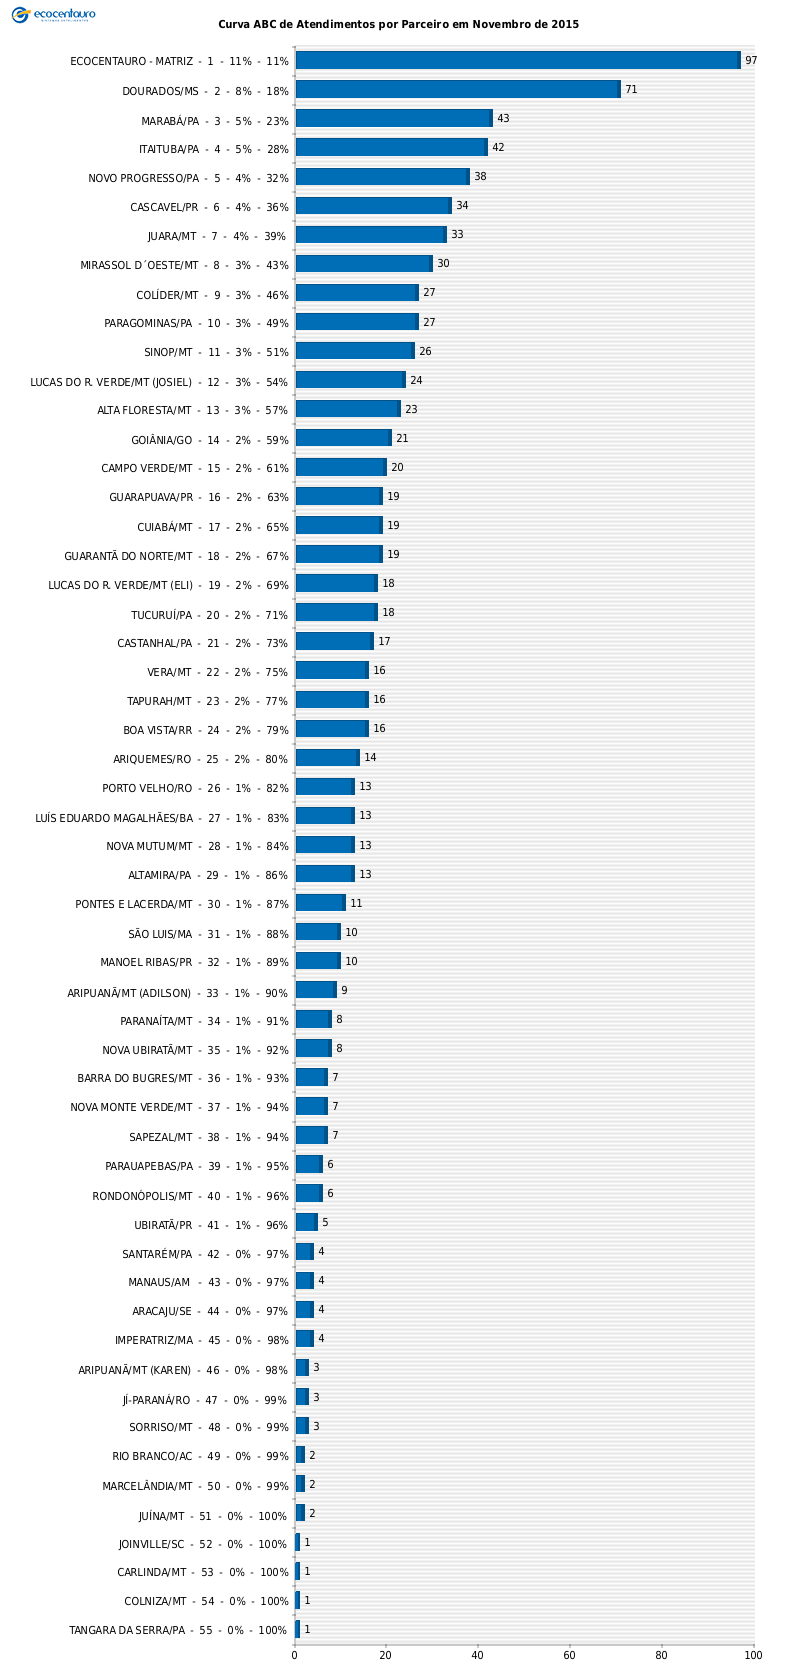 ecocentauro
Curva ABC de Atendimentos por Parceiro em Novembro de 2015
ECOCENTAURO - MATRIZ - 1 - 11% - 11% 97
DOURADOS/MS - 2 - 8% - 18% 71
MARABÁ/PA - 3 - 5% - 23% 43
ITAITUBA/PA - 4 - 5% - 28% 42
NOVO PROGRESSO/PA - 5 - 4% - 32% 38
CASCAVEL/PR - 6 - 4% - 36% 34
JUARA/MT - 7 - 4% - 39% 33
MIRASSOL D´OESTE/MT - 8 - 3% - 43% 30
COLÍDER/MT - 9 - 3% - 46% 27
PARAGOMINAS/PA - 10 - 3% - 49% 27
SINOP/MT - 11 - 3% - 51% 26
LUCAS DO R. VERDE/MT (JOSIEL) - 12 - 3% - 54% 24
ALTA FLORESTA/MT - 13 - 3% - 57% 23
GOIÂNIA/GO - 14 - 2% - 59% 21
CAMPO VERDE/MT - 15 - 2% - 61% 20
GUARAPUAVA/PR - 16 - 2% - 63% 19
CUIABÁ/MT - 17 - 2% - 65% 19
GUARANTÃ DO NORTE/MT - 18 - 2% - 67% 19
LUCAS DO R. VERDE/MT (ELI) - 19 - 2% - 69% 18
TUCURUÍ/PA - 20 - 2% - 71% 18
CASTANHAL/PA - 21 - 2% - 73% 17
VERA/MT - 22 - 2% - 75% 16
TAPURAH/MT - 23 - 2% - 77% 16
BOA VISTA/RR - 24 - 2% - 79% 16
ARIQUEMES/RO - 25 - 2% - 80% 14
PORTO VELHO/RO - 26 - 1% - 82% 13
LUÍS EDUARDO MAGALHÃES/BA - 27 - 1% - 83% 13
NOVA MUTUM/MT - 28 - 1% - 84% 13
ALTAMIRA/PA - 29 - 1% - 86% 13
PONTES E LACERDA/MT - 30 - 1% - 87% 11
SÃO LUIS/MA - 31 - 1% - 88% 10
MANOEL RIBAS/PR - 32 - 1% - 89% 10
ARIPUANÃ/MT (ADILSON) - 33 - 1% - 90% 9
PARANAÍTA/MT - 34 - 1% - 91% 8
NOVA UBIRATÃ/MT - 35 - 1% - 92% 8
BARRA DO BUGRES/MT - 36 - 1% - 93% 7
NOVA MONTE VERDE/MT - 37 - 1% - 94% 7
SAPEZAL/MT - 38 - 1% - 94% 7
PARAUAPEBAS/PA - 39 - 1% - 95% 6
RONDONÓPOLIS/MT - 40 - 1% - 96% 6
UBIRATÃ/PR - 41 - 1% - 96% 5
SANTARÉM/PA - 42 - 0% - 97% 4
MANAUS/AM - 43 - 0% - 97% 4
ARACAJU/SE - 44 - 0% - 97% 4
IMPERATRIZ/MA - 45 - 0% - 98% 4
ARIPUANÃ/MT (KAREN) - 46 - 0% - 98% 3
JÍ-PARANÁ/RO - 47 - 0% - 99% 3
SORRISO/MT - 48 - 0% - 99% 3
RIO BRANCO/AC - 49 - 0% - 99% 2
MARCELÂNDIA/MT - 50 - 0% - 99% 2
JUÍNA/MT - 51 - 0% - 100% 2
JOINVILLE/SC - 52 - 0% - 100% 1
CARLINDA/MT - 53 - 0% - 100% 1
COLNIZA/MT - 54 - 0% - 100% 1
TANGARA DA SERRA/PA - 55 - 0% - 100% 1
0 20 40 60 80 100